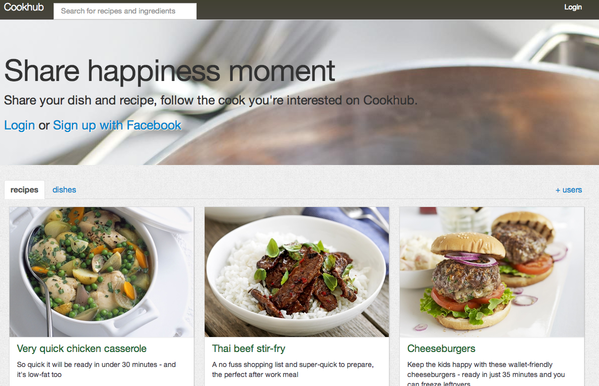 Cookhub
Search for recipes and ingredients
Login
Share happiness moment
Share your dish and recipe, follow the cook you're interested on Cookhub.
Login or Sign up with Facebook
recipes
dishes
+ users
Very quick chicken casserole
So quick it will be ready in under 30 minutes - and
it's low-fat too
Thai beef stir-fry
A no fuss shopping list and super-quick to prepare,
the perfect after work meal
Cheeseburgers
Keep the kids happy with these wallet-friendly
cheeseburgers - ready in just 35 minutes and you
can freeze leftovers